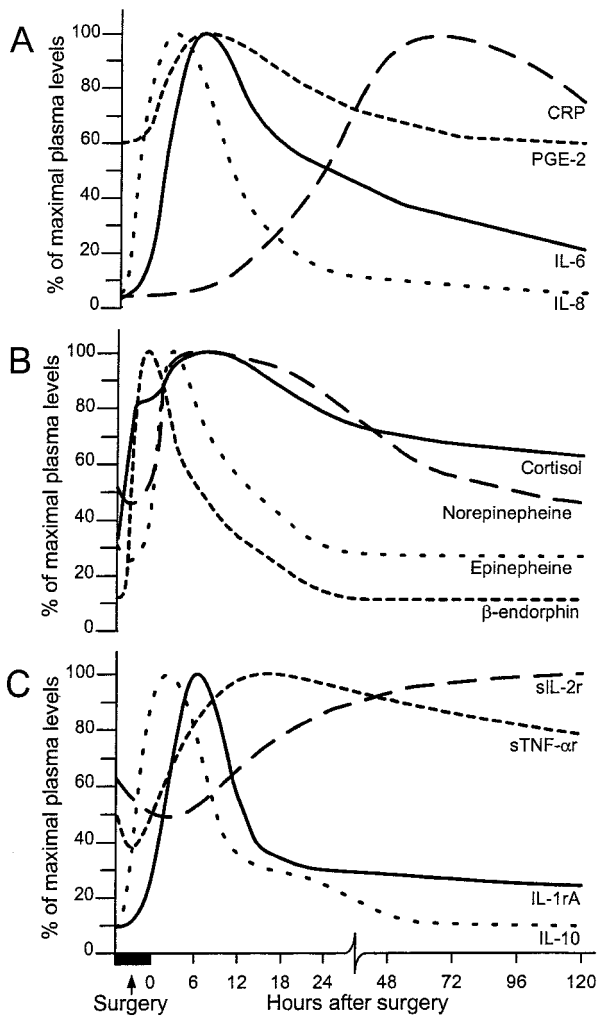 A
% of maximal plasma levels
100
80
60
40
20
0
CRP
PGE-2
IL-6
IL-8
B
% of maximal plasma levels
100
80
60
40
20
0
Cortisol
Norepinepheine
Epinepheine
β-endorphin
C
% of maximal plasma levels
100
80
60
40
20
0
sIL-2r
sTNF-αr
IL-1rA
IL-10
0 6 12 18 24 48 72 96 120
Surgery Hours after surgery